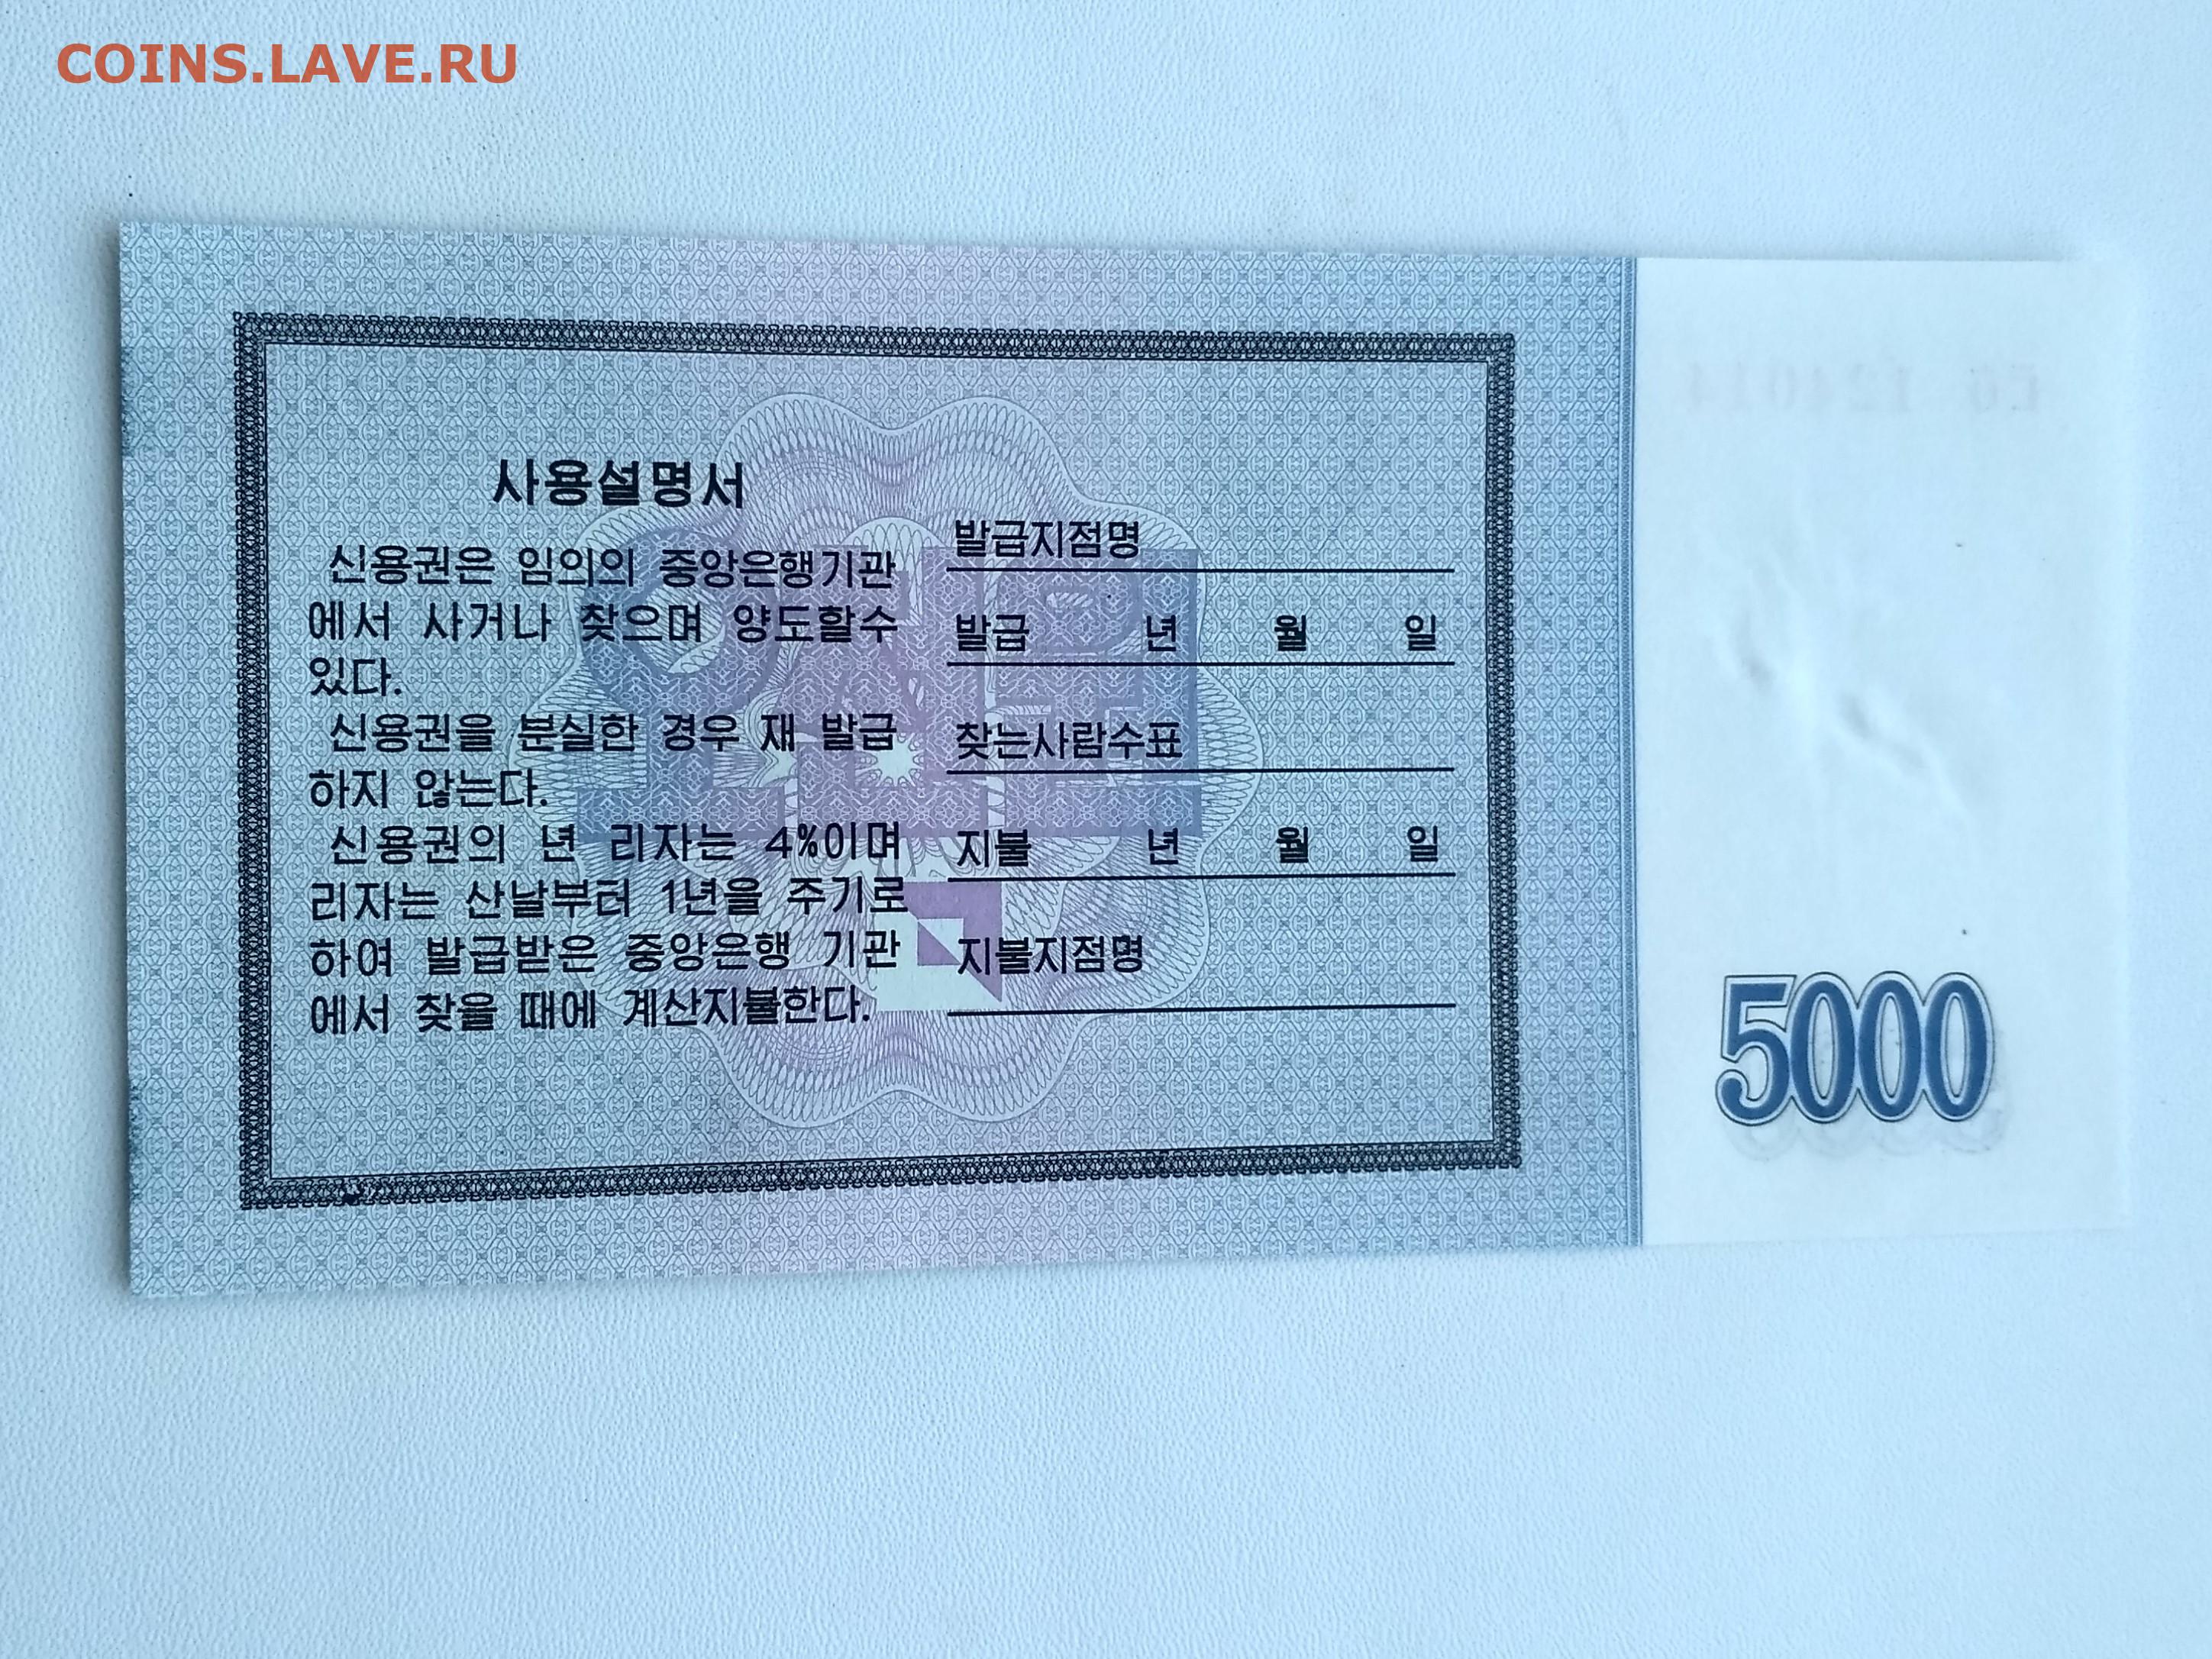 COINS.LAVE.RU
사용설명서
신용권은 임의의 중앙은행기관
에서 사거나 찾으며 양도할수
있다.
신용권을 분실한 경우 재 발급
하지 않는다.
신용권의 년 리자는 4%이며
리자는 산날부터 1년을 주기로
하여 발급받은 중앙은행 기관
에서 찾을 때에 계산지불한다.
발급지점명
발급 년 월 일
찾는사람수표
지불 년 월 일
지불지점명
5000